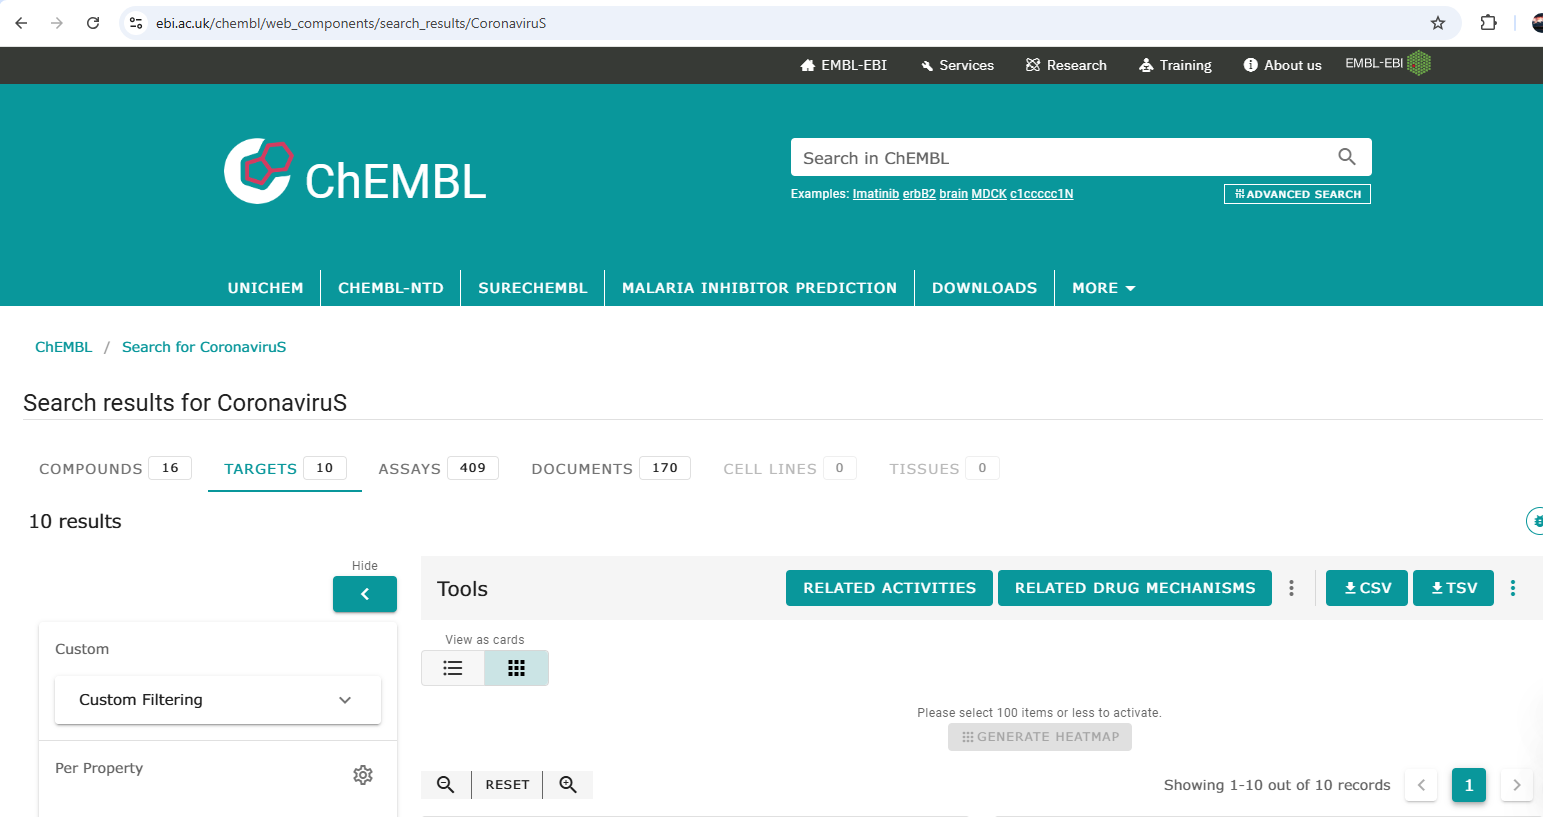 ebi.ac.uk/chembl/web_components/search_results/CoronaviruS
EMBL-EBI Services Research Training About us EMBL-EBI
ChEMBL
Search in ChEMBL
Examples: Imatinib erbB2 brain MDCK c1ccccc1N
ADVANCED SEARCH
UNICHEM CHEMBL-NTD SURECHEMBL MALARIA INHIBITOR PREDICTION DOWNLOADS MORE
ChEMBL / Search for CoronaviruS
Search results for CoronaviruS
COMPOUNDS 16 TARGETS 10 ASSAYS 409 DOCUMENTS 170 CELL LINES 0 TISSUES 0
10 results
Hide
Tools
RELATED ACTIVITIES RELATED DRUG MECHANISMS CSV TSV
Custom
Custom Filtering
Per Property
View as cards
Please select 100 items or less to activate.
GENERATE HEATMAP
RESET
Showing 1-10 out of 10 records 1